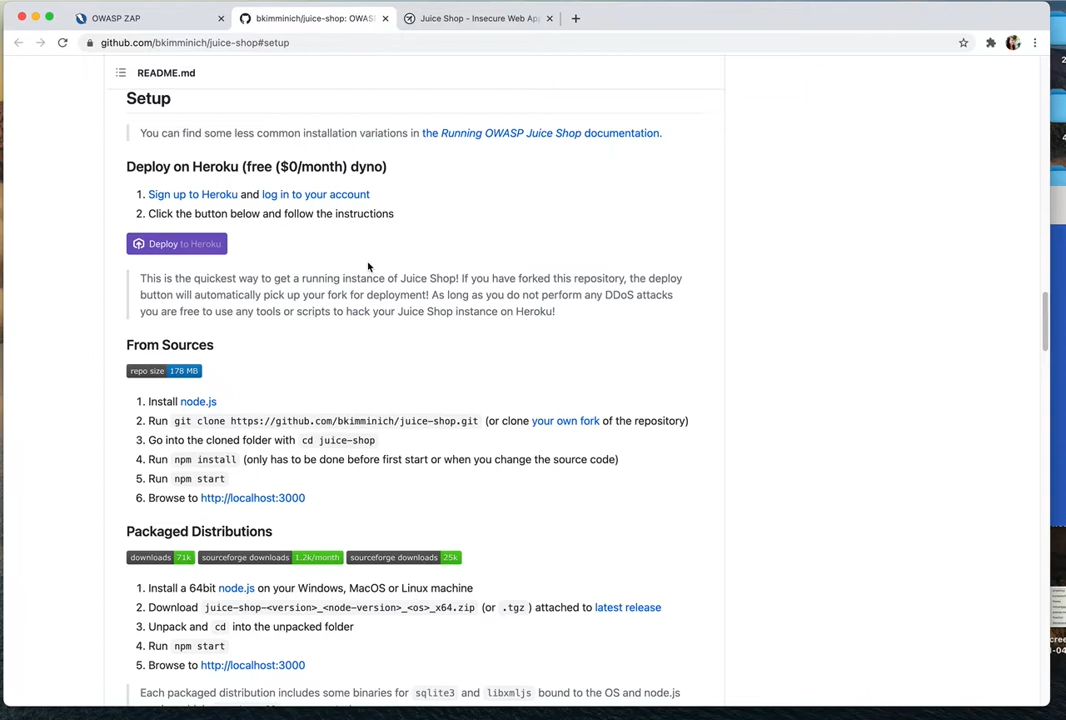 OWASP ZAP
bkimminich/juice-shop: OWAS
Juice Shop - Insecure Web Ap
github.com/bkimminich/juice-shop#setup
README.md
Setup
You can find some less common installation variations in the Running OWASP Juice Shop documentation.
Deploy on Heroku (free ($0/month) dyno)
1. Sign up to Heroku and log in to your account
2. Click the button below and follow the instructions
Deploy to Heroku
This is the quickest way to get a running instance of Juice Shop! If you have forked this repository, the deploy
button will automatically pick up your fork for deployment! As long as you do not perform any DDoS attacks
you are free to use any tools or scripts to hack your Juice Shop instance on Heroku!
From Sources
repo size 178 MB
1. Install node.js
2. Run git clone https://github.com/bkimminich/juice-shop.git (or clone your own fork of the repository)
3. Go into the cloned folder with cd juice-shop
4. Run npm install (only has to be done before first start or when you change the source code)
5. Run npm start
6. Browse to http://localhost:3000
Packaged Distributions
downloads 71k sourceforge downloads 1.2k/month sourceforge downloads 25k
1. Install a 64bit node.js on your Windows, MacOS or Linux machine
2. Download juice-shop-<version>_<node-version>_<os>_x64.zip (or .tgz ) attached to latest release
3. Unpack and cd into the unpacked folder
4. Run npm start
5. Browse to http://localhost:3000
Each packaged distribution includes some binaries for sqlite3 and libxmljs bound to the OS and node.js